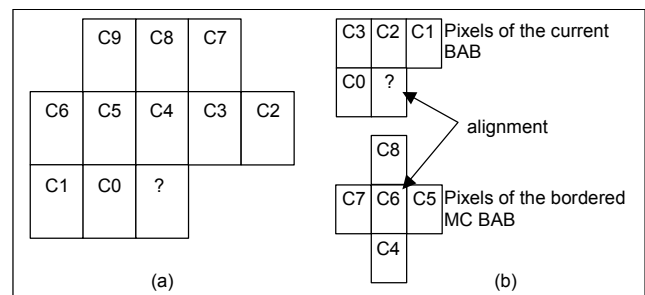 C9 C8 C7
C6 C5 C4 C3 C2
C1 C0 ?
(a)
C3 C2 C1 Pixels of the current
BAB
C0 ?
alignment
C8
C7 C6 C5 Pixels of the bordered
MC BAB
C4
(b)